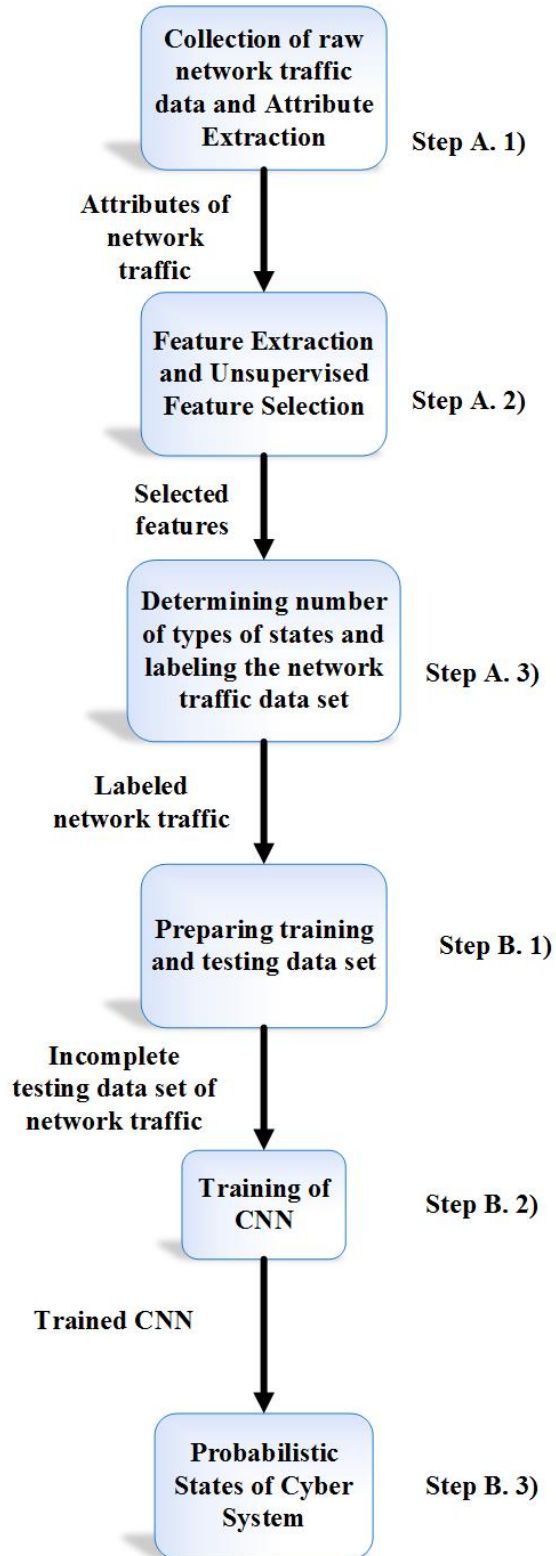 Collection of raw
network traffic
data and Attribute
Extraction
Step A. 1)
Attributes of
network
traffic
Feature Extraction
and Unsupervised
Feature Selection
Step A. 2)
Selected
features
Determining number
of types of states and
labeling the network
traffic data set
Step A. 3)
Labeled
network traffic
Preparing training
and testing data set
Step B. 1)
Incomplete
testing data set of
network traffic
Training of
CNN
Step B. 2)
Trained CNN
Probabilistic
States of Cyber
System
Step B. 3)